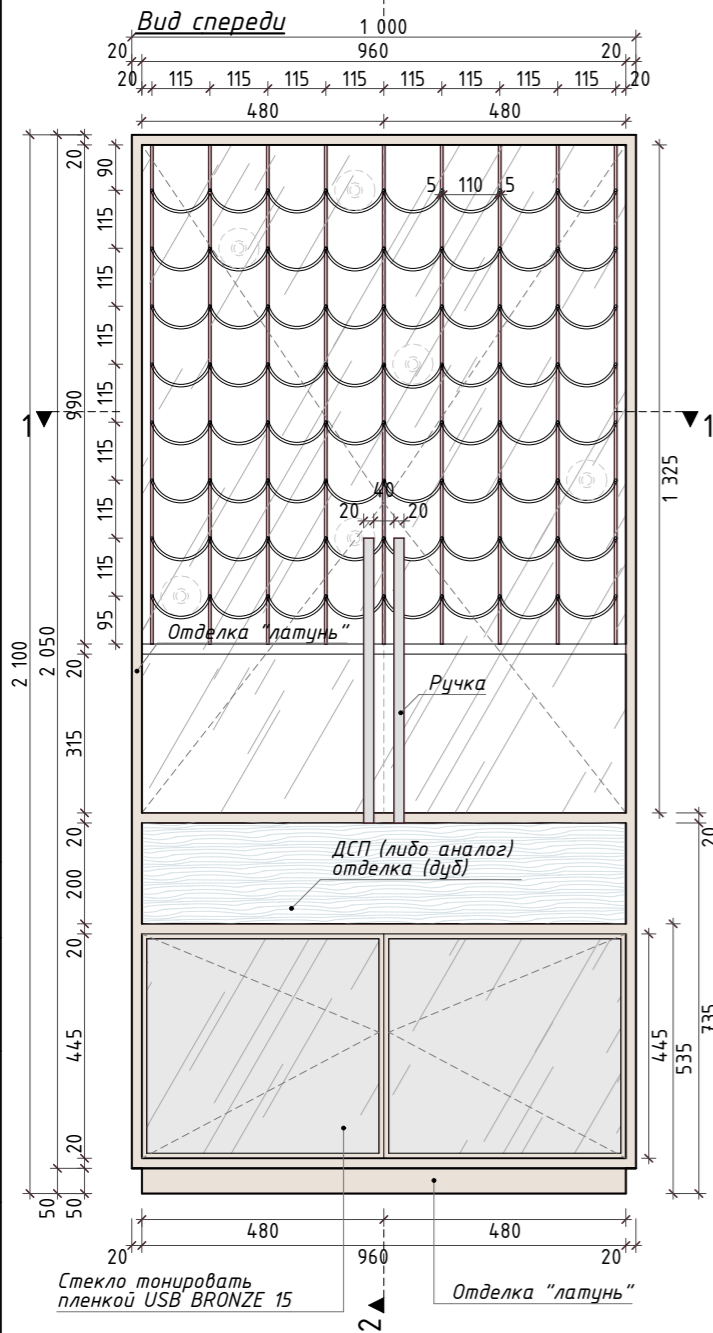 Вид спереди
1 000
20 960 20
20 115 115 115 115 115 115 115 115 20
480 480
20
90
5 110 5
115
115
115
115
990
1 1
115
1 325
115
40
20 20
115
95
Отделка "латунь"
2 100
2 050
20
Ручка
315
20 20
ДСП (либо аналог)
отделка (дуб)
200
20
445
445
535
735
20
50
50
480 480
20 960 20
Стекло тонировать
пленкой USB BRONZE 15
Отделка "латунь"
2